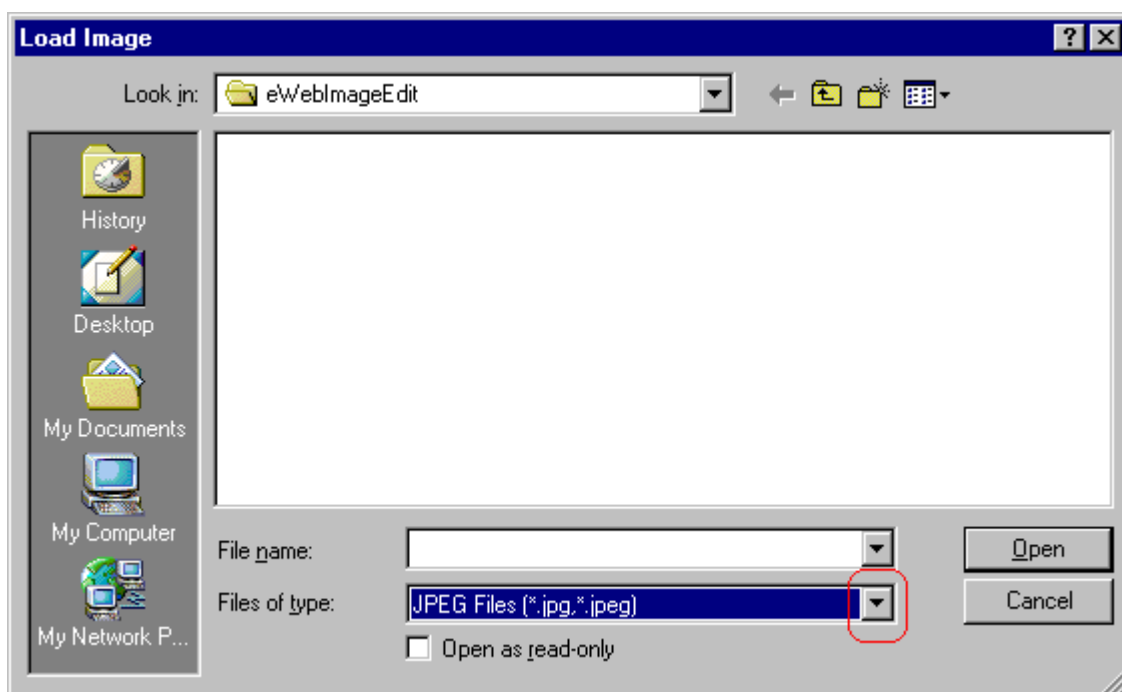 Load Image
Look in: eWebImageEdit
History
Desktop
My Documents
My Computer
My Network P...
File name: Open
Files of type: JPEG Files (*.jpg,*.jpeg) Cancel
Open as read-only